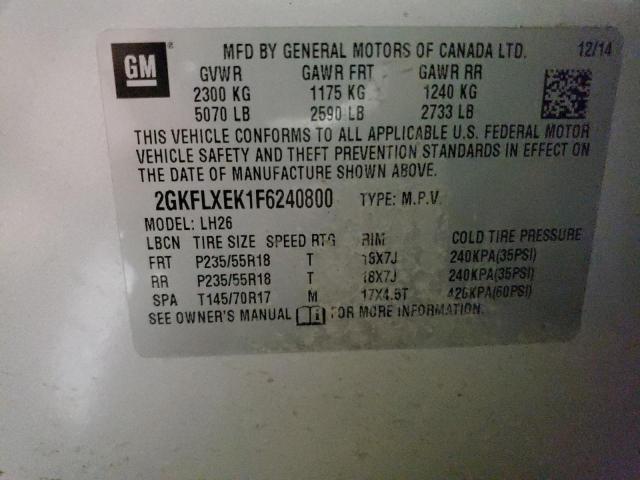 GM MFD BY GENERAL MOTORS OF CANADA LTD. 12/14
GVWR GAWR FRT GAWR RR
2300 KG 1175 KG 1240 KG
5070 LB 2590 LB 2733 LB
THIS VEHICLE CONFORMS TO ALL APPLICABLE U.S. FEDERAL MOTOR
VEHICLE SAFETY AND THEFT PREVENTION STANDARDS IN EFFECT ON
THE DATE OF MANUFACTURE SHOWN ABOVE.
2GKFLXEK1F6240800 TYPE: M.P.V.
MODEL: LH26
LBCN TIRE SIZE SPEED RTG RIM COLD TIRE PRESSURE
FRT P235/55R18 T 18X7J 240KPA(35PSI)
RR P235/55R18 T 18X7J 240KPA(35PSI)
SPA T145/70R17 M 17X4.5T 420KPA(60PSI)
SEE OWNER'S MANUAL FOR MORE INFORMATION.